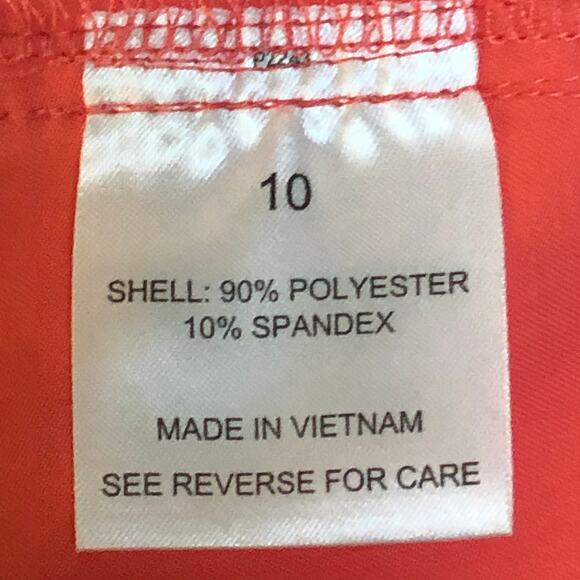 10
SHELL: 90% POLYESTER
10% SPANDEX
MADE IN VIETNAM
SEE REVERSE FOR CARE